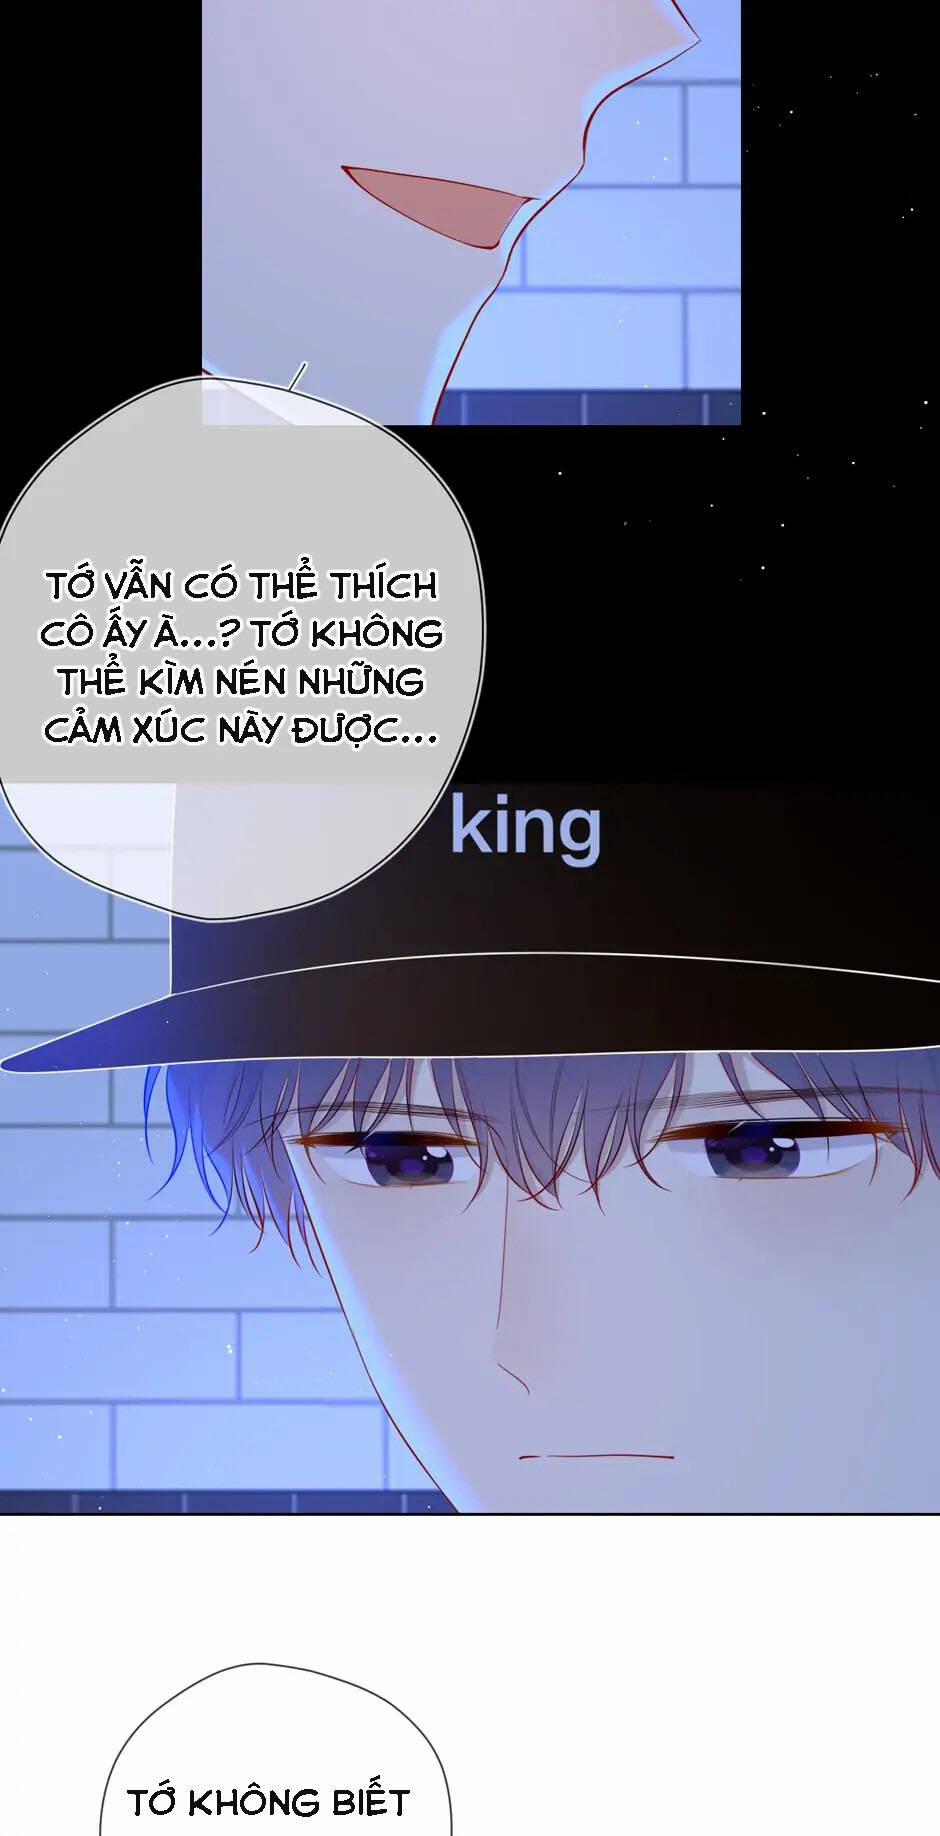 TỚ VẪN CÓ THỂ THÍCH
CÔ ẤY À...? TỚ KHÔNG
THỂ KÌM NÉN NHỮNG
CẢM XÚC NÀY ĐƯỢC...
king
TỚ KHÔNG BIẾT